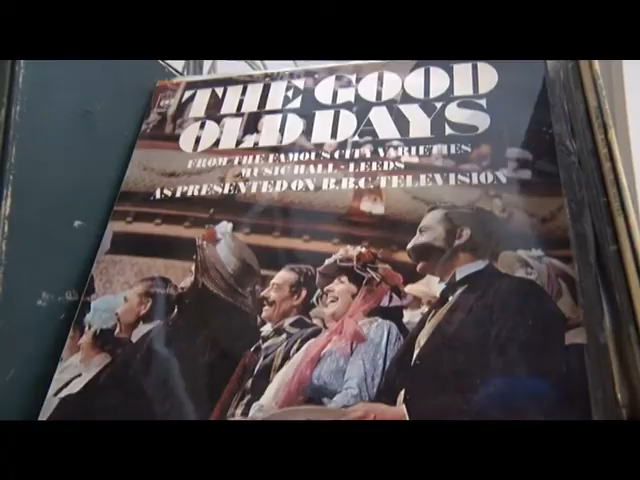 THE GOOD
OLD DAYS
FROM THE FAMOUS CITY VARIETIES
MUSIC HALL · LEEDS
AS PRESENTED ON B.B.C TELEVISION